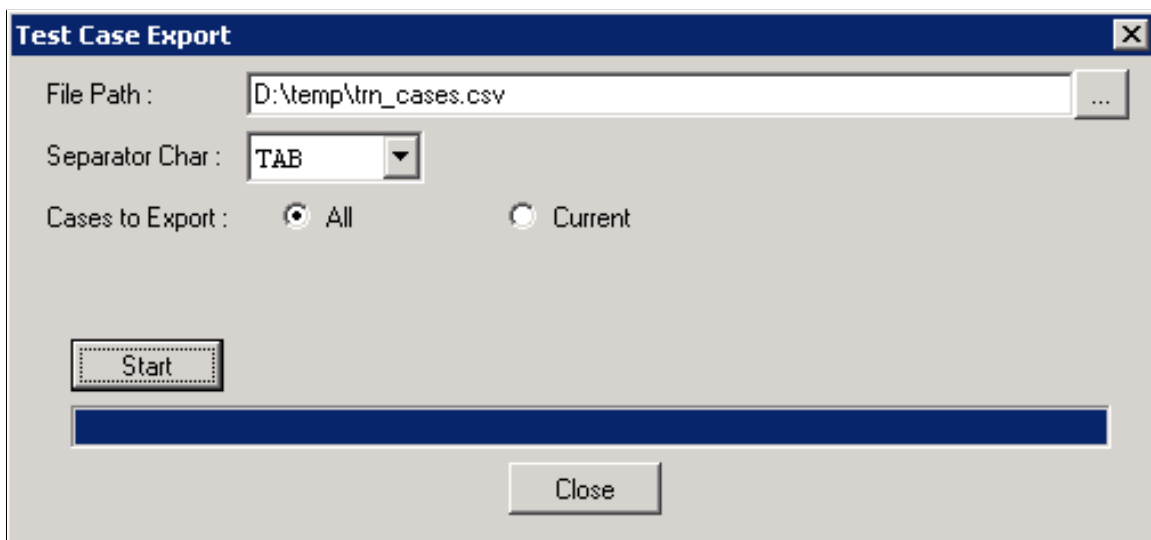 Test Case Export
File Path : D:\temp\trn_cases.csv ...
Separator Char : TAB
Cases to Export : All Current
Start
Close